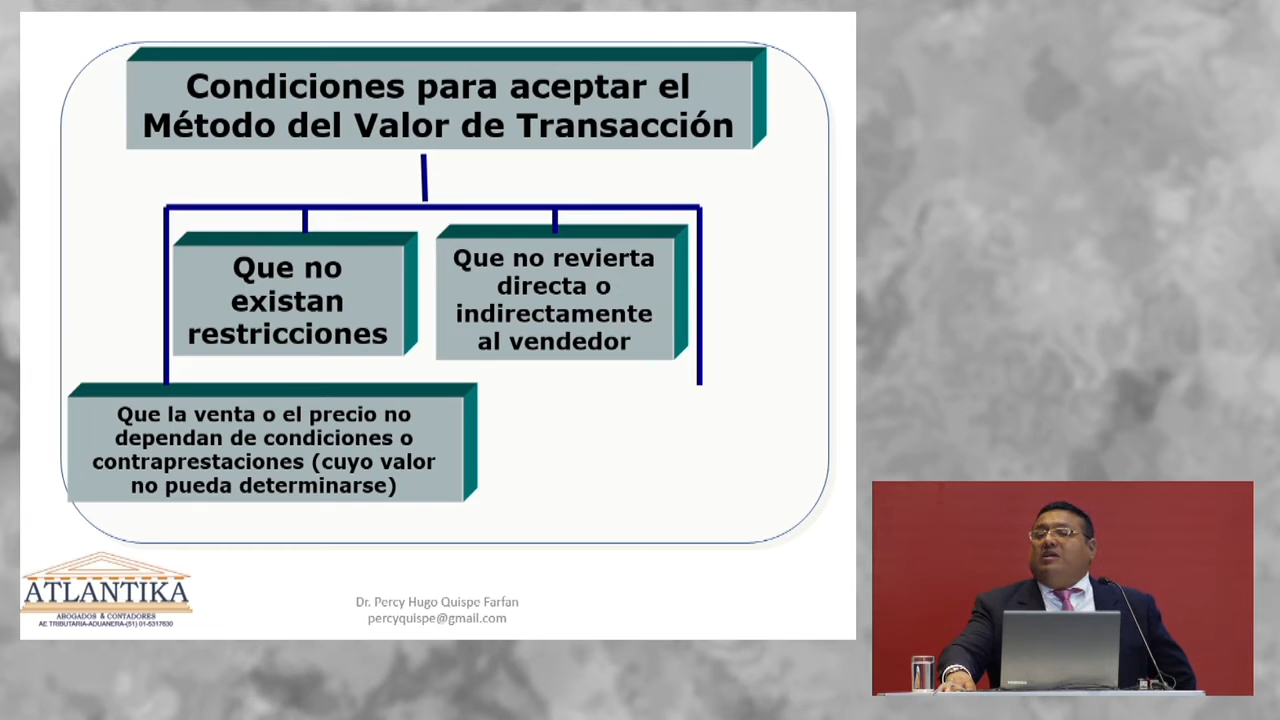 Condiciones para aceptar el
Método del Valor de Transacción
Que no
existan
restricciones
Que no revierta
directa o
indirectamente
al vendedor
Que la venta o el precio no
dependan de condiciones o
contraprestaciones (cuyo valor
no pueda determinarse)
ATLANTIKA
ABOGADOS & CONTADORES
AE TRIBUTARIA-ADUANERA-(51) 01-5317630
Dr. Percy Hugo Quispe Farfan
percyquispe@gmail.com